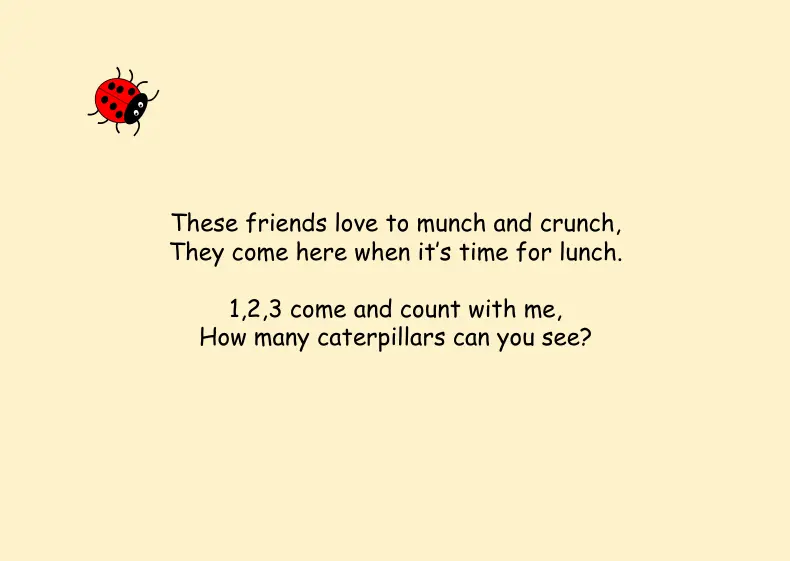 These friends love to munch and crunch,
They come here when it’s time for lunch.
1,2,3 come and count with me,
How many caterpillars can you see?